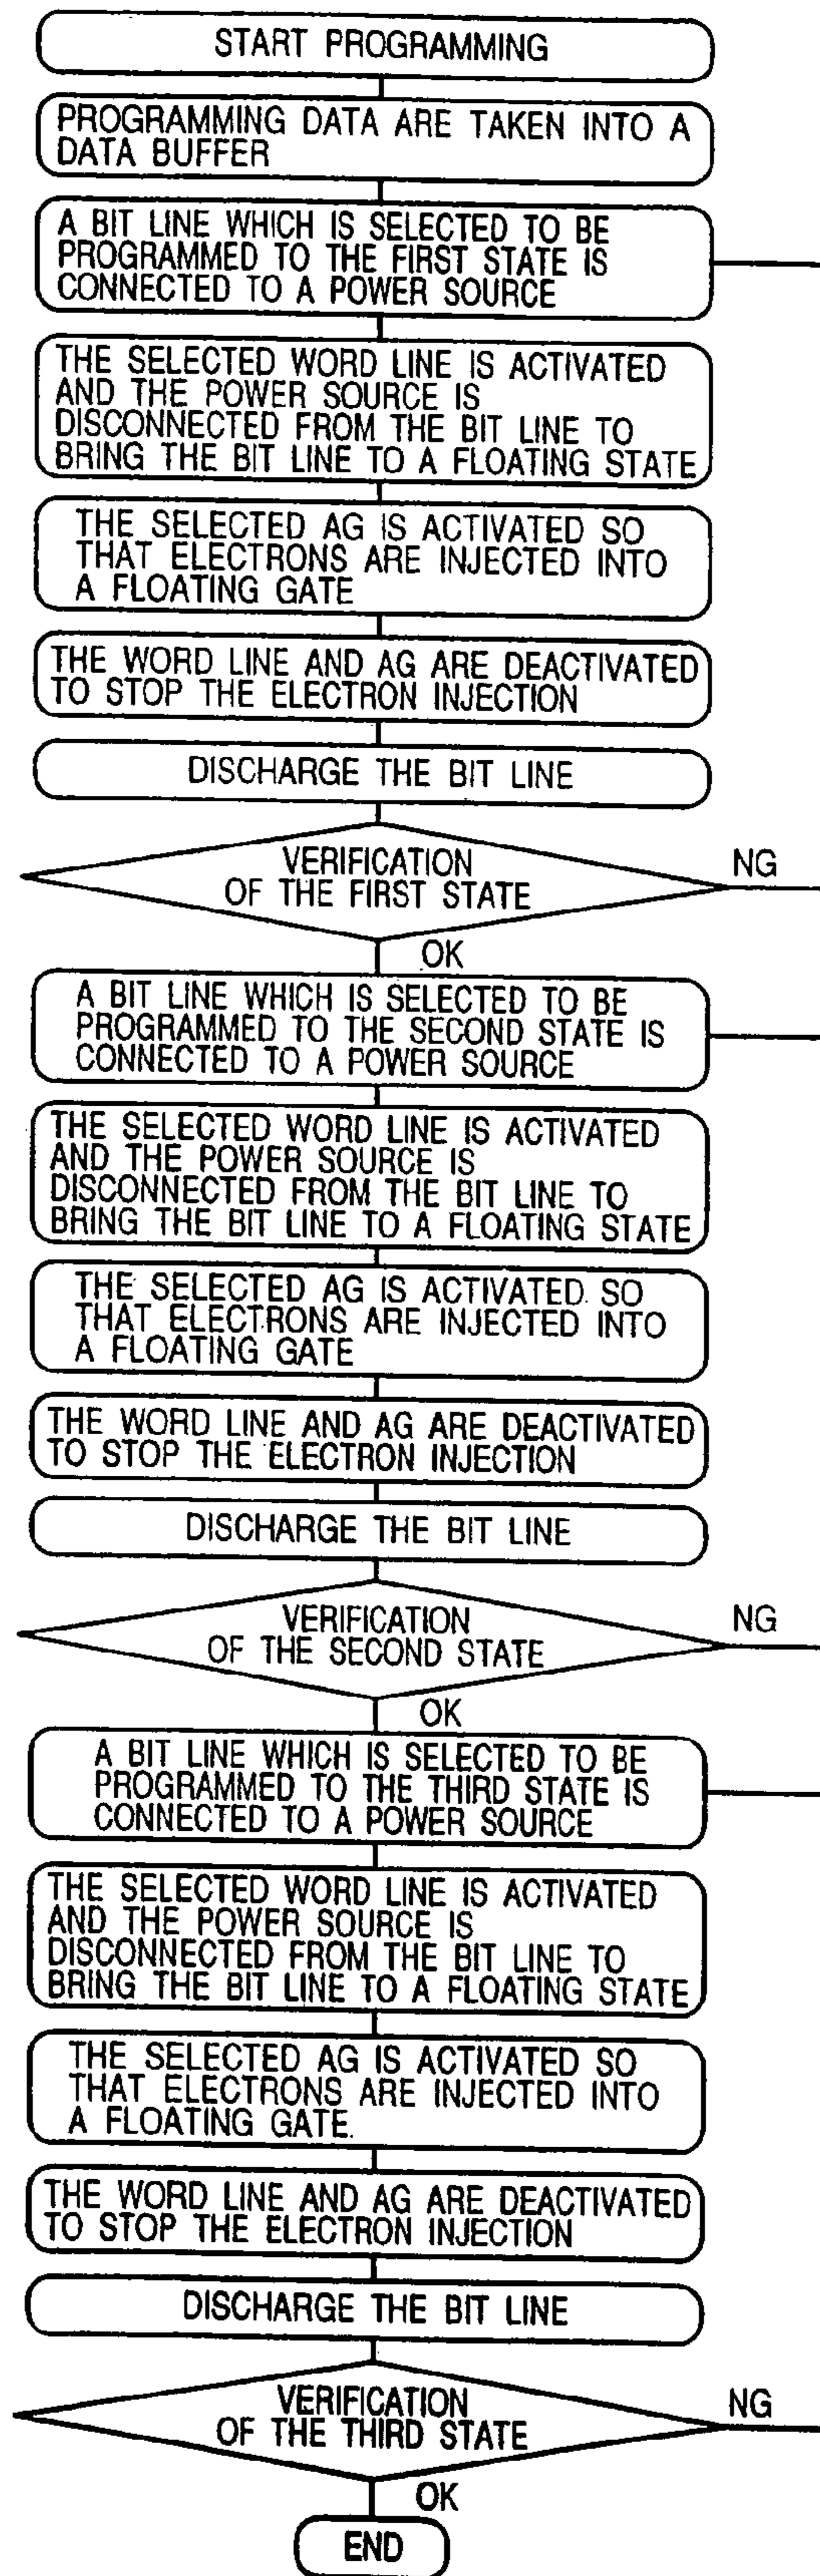 START PROGRAMMING
PROGRAMMING DATA ARE TAKEN INTO A
DATA BUFFER
A BIT LINE WHICH IS SELECTED TO BE
PROGRAMMED TO THE FIRST STATE IS
CONNECTED TO A POWER SOURCE
THE SELECTED WORD LINE IS ACTIVATED
AND THE POWER SOURCE IS
DISCONNECTED FROM THE BIT LINE TO
BRING THE BIT LINE TO A FLOATING STATE
THE SELECTED AG IS ACTIVATED SO
THAT ELECTRONS ARE INJECTED INTO
A FLOATING GATE
THE WORD LINE AND AG ARE DEACTIVATED
TO STOP THE ELECTRON INJECTION
DISCHARGE THE BIT LINE
VERIFICATION
OF THE FIRST STATE
NG
OK
A BIT LINE WHICH IS SELECTED TO BE
PROGRAMMED TO THE SECOND STATE IS
CONNECTED TO A POWER SOURCE
THE SELECTED WORD LINE IS ACTIVATED
AND THE POWER SOURCE IS
DISCONNECTED FROM THE BIT LINE TO
BRING THE BIT LINE TO A FLOATING STATE
THE SELECTED AG IS ACTIVATED SO
THAT ELECTRONS ARE INJECTED INTO
A FLOATING GATE
THE WORD LINE AND AG ARE DEACTIVATED
TO STOP THE ELECTRON INJECTION
DISCHARGE THE BIT LINE
VERIFICATION
OF THE SECOND STATE
NG
OK
A BIT LINE WHICH IS SELECTED TO BE
PROGRAMMED TO THE THIRD STATE IS
CONNECTED TO A POWER SOURCE
THE SELECTED WORD LINE IS ACTIVATED
AND THE POWER SOURCE IS
DISCONNECTED FROM THE BIT LINE TO
BRING THE BIT LINE TO A FLOATING STATE
THE SELECTED AG IS ACTIVATED SO
THAT ELECTRONS ARE INJECTED INTO
A FLOATING GATE.
THE WORD LINE AND AG ARE DEACTIVATED
TO STOP THE ELECTRON INJECTION
DISCHARGE THE BIT LINE
VERIFICATION
OF THE THIRD STATE
NG
OK
END